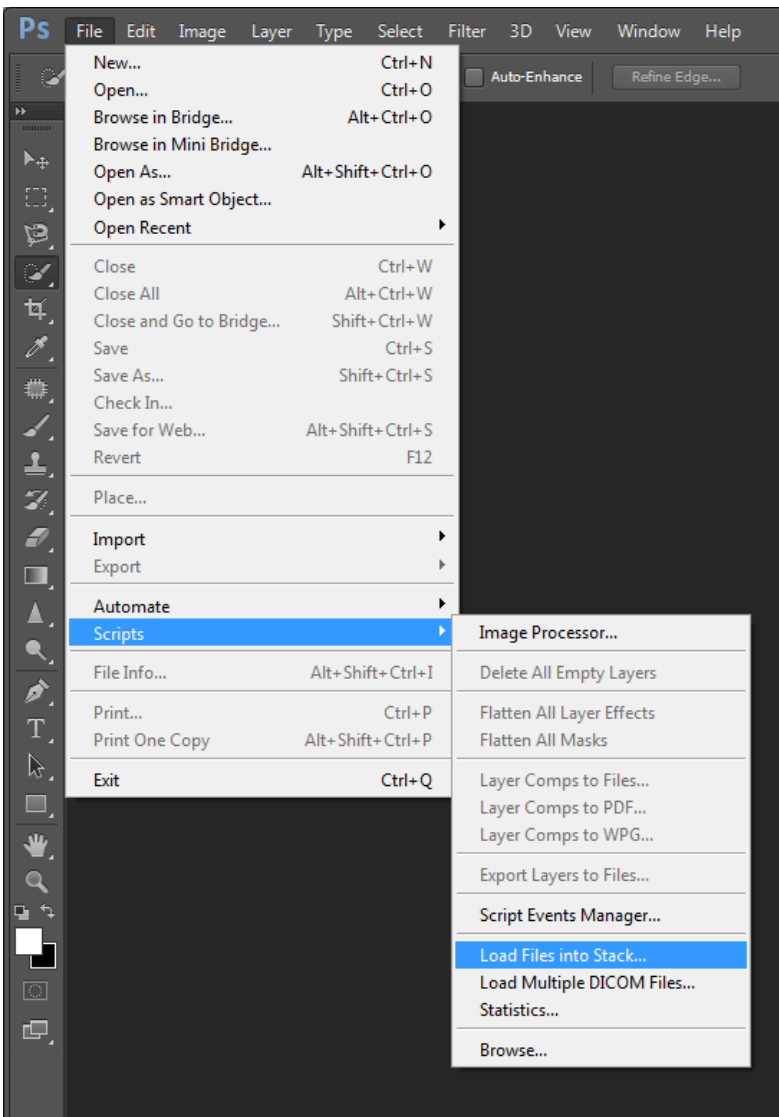 Ps File Edit Image Layer Type Select Filter 3D View Window Help
Auto-Enhance Refine Edge...
New... Ctrl+N
Open... Ctrl+O
Browse in Bridge... Alt+Ctrl+O
Browse in Mini Bridge...
Open As... Alt+Shift+Ctrl+O
Open as Smart Object...
Open Recent
Close Ctrl+W
Close All Alt+Ctrl+W
Close and Go to Bridge... Shift+Ctrl+W
Save Ctrl+S
Save As... Shift+Ctrl+S
Check In...
Save for Web... Alt+Shift+Ctrl+S
Revert F12
Place...
Import
Export
Automate
Scripts
File Info... Alt+Shift+Ctrl+I
Print... Ctrl+P
Print One Copy Alt+Shift+Ctrl+P
Exit Ctrl+Q
Image Processor...
Delete All Empty Layers
Flatten All Layer Effects
Flatten All Masks
Layer Comps to Files...
Layer Comps to PDF...
Layer Comps to WPG...
Export Layers to Files...
Script Events Manager...
Load Files into Stack...
Load Multiple DICOM Files...
Statistics...
Browse...